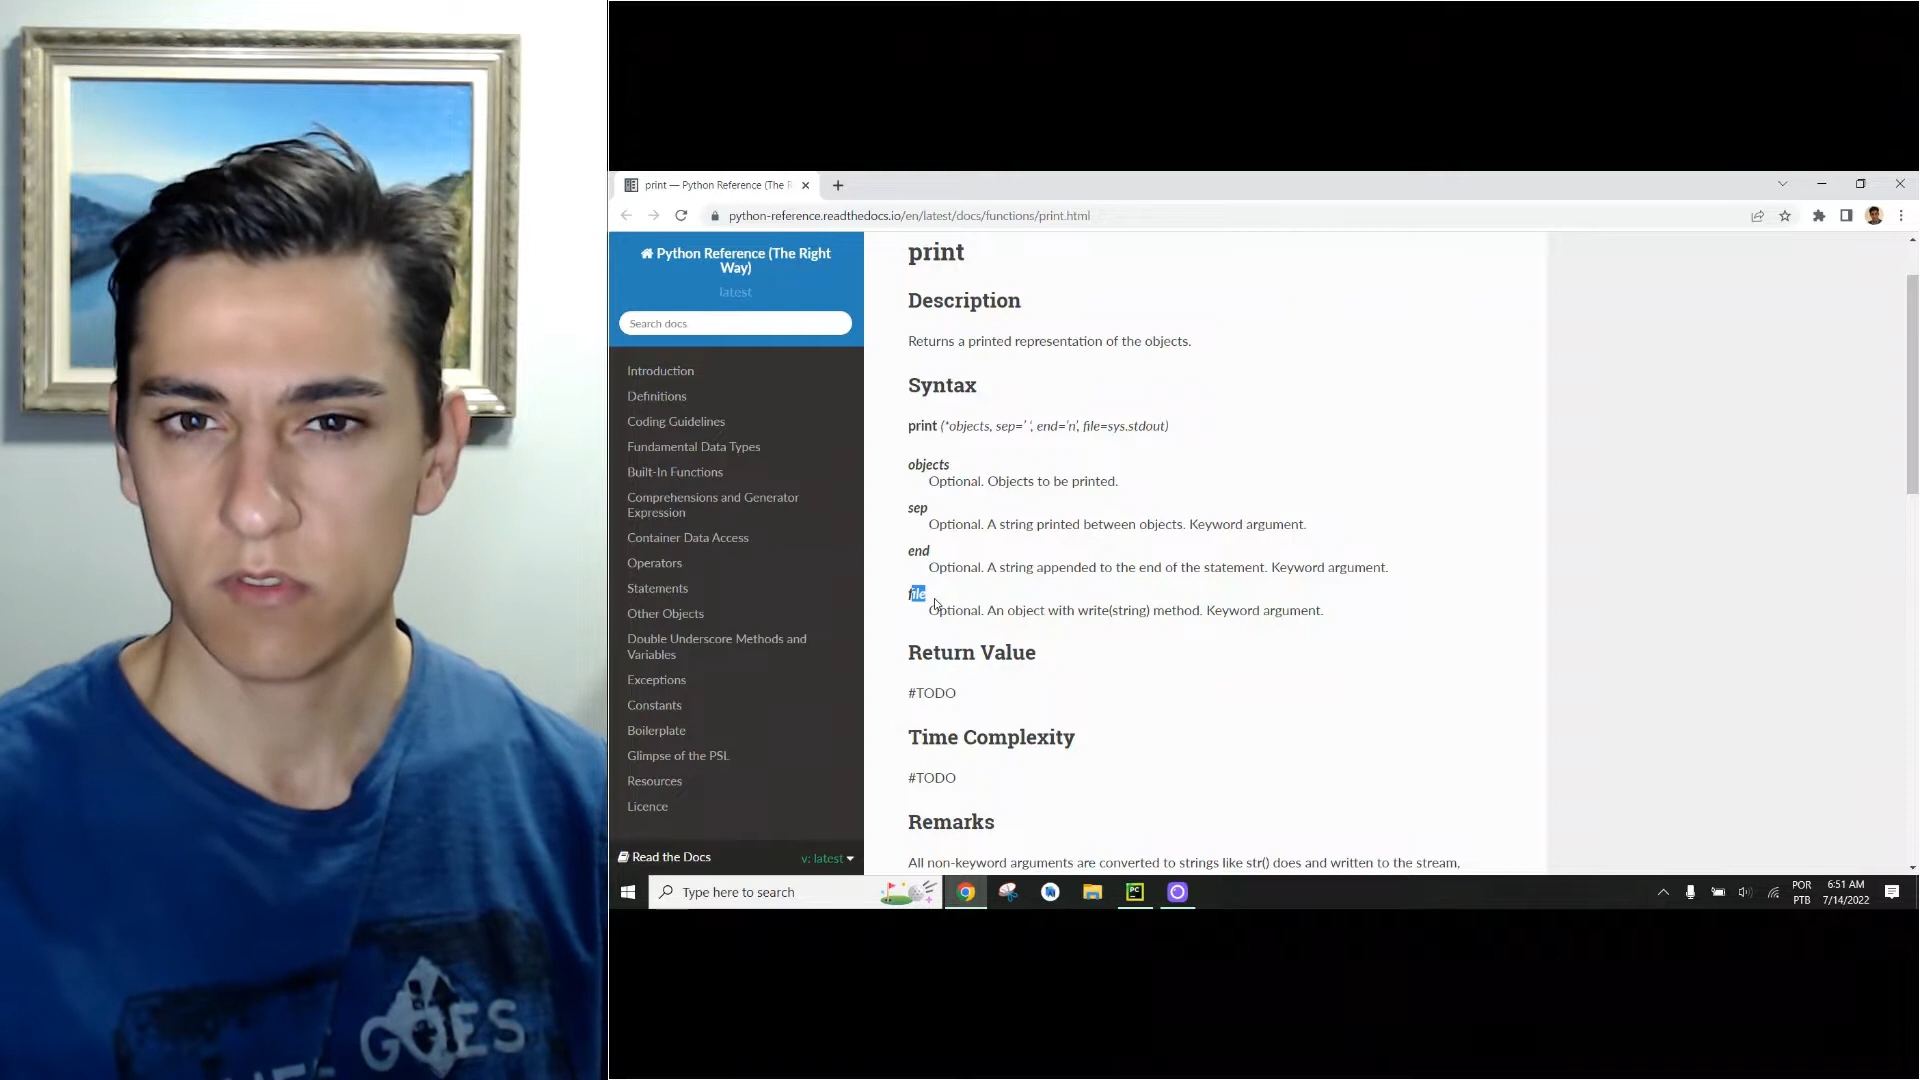 print — Python Reference (The R
python-reference.readthedocs.io/en/latest/docs/functions/print.html
Python Reference (The Right
Way)
latest
Search docs
Introduction
Definitions
Coding Guidelines
Fundamental Data Types
Built-In Functions
Comprehensions and Generator
Expression
Container Data Access
Operators
Statements
Other Objects
Double Underscore Methods and
Variables
Exceptions
Constants
Boilerplate
Glimpse of the PSL
Resources
Licence
Read the Docs
v: latest
print
Description
Returns a printed representation of the objects.
Syntax
print (*objects, sep=’ ‘, end=’n’, file=sys.stdout)
objects
Optional. Objects to be printed.
sep
Optional. A string printed between objects. Keyword argument.
end
Optional. A string appended to the end of the statement. Keyword argument.
file
Optional. An object with write(string) method. Keyword argument.
Return Value
#TODO
Time Complexity
#TODO
Remarks
All non-keyword arguments are converted to strings like str() does and written to the stream,
Type here to search
PC
POR
PTB
6:51 AM
7/14/2022
GOES